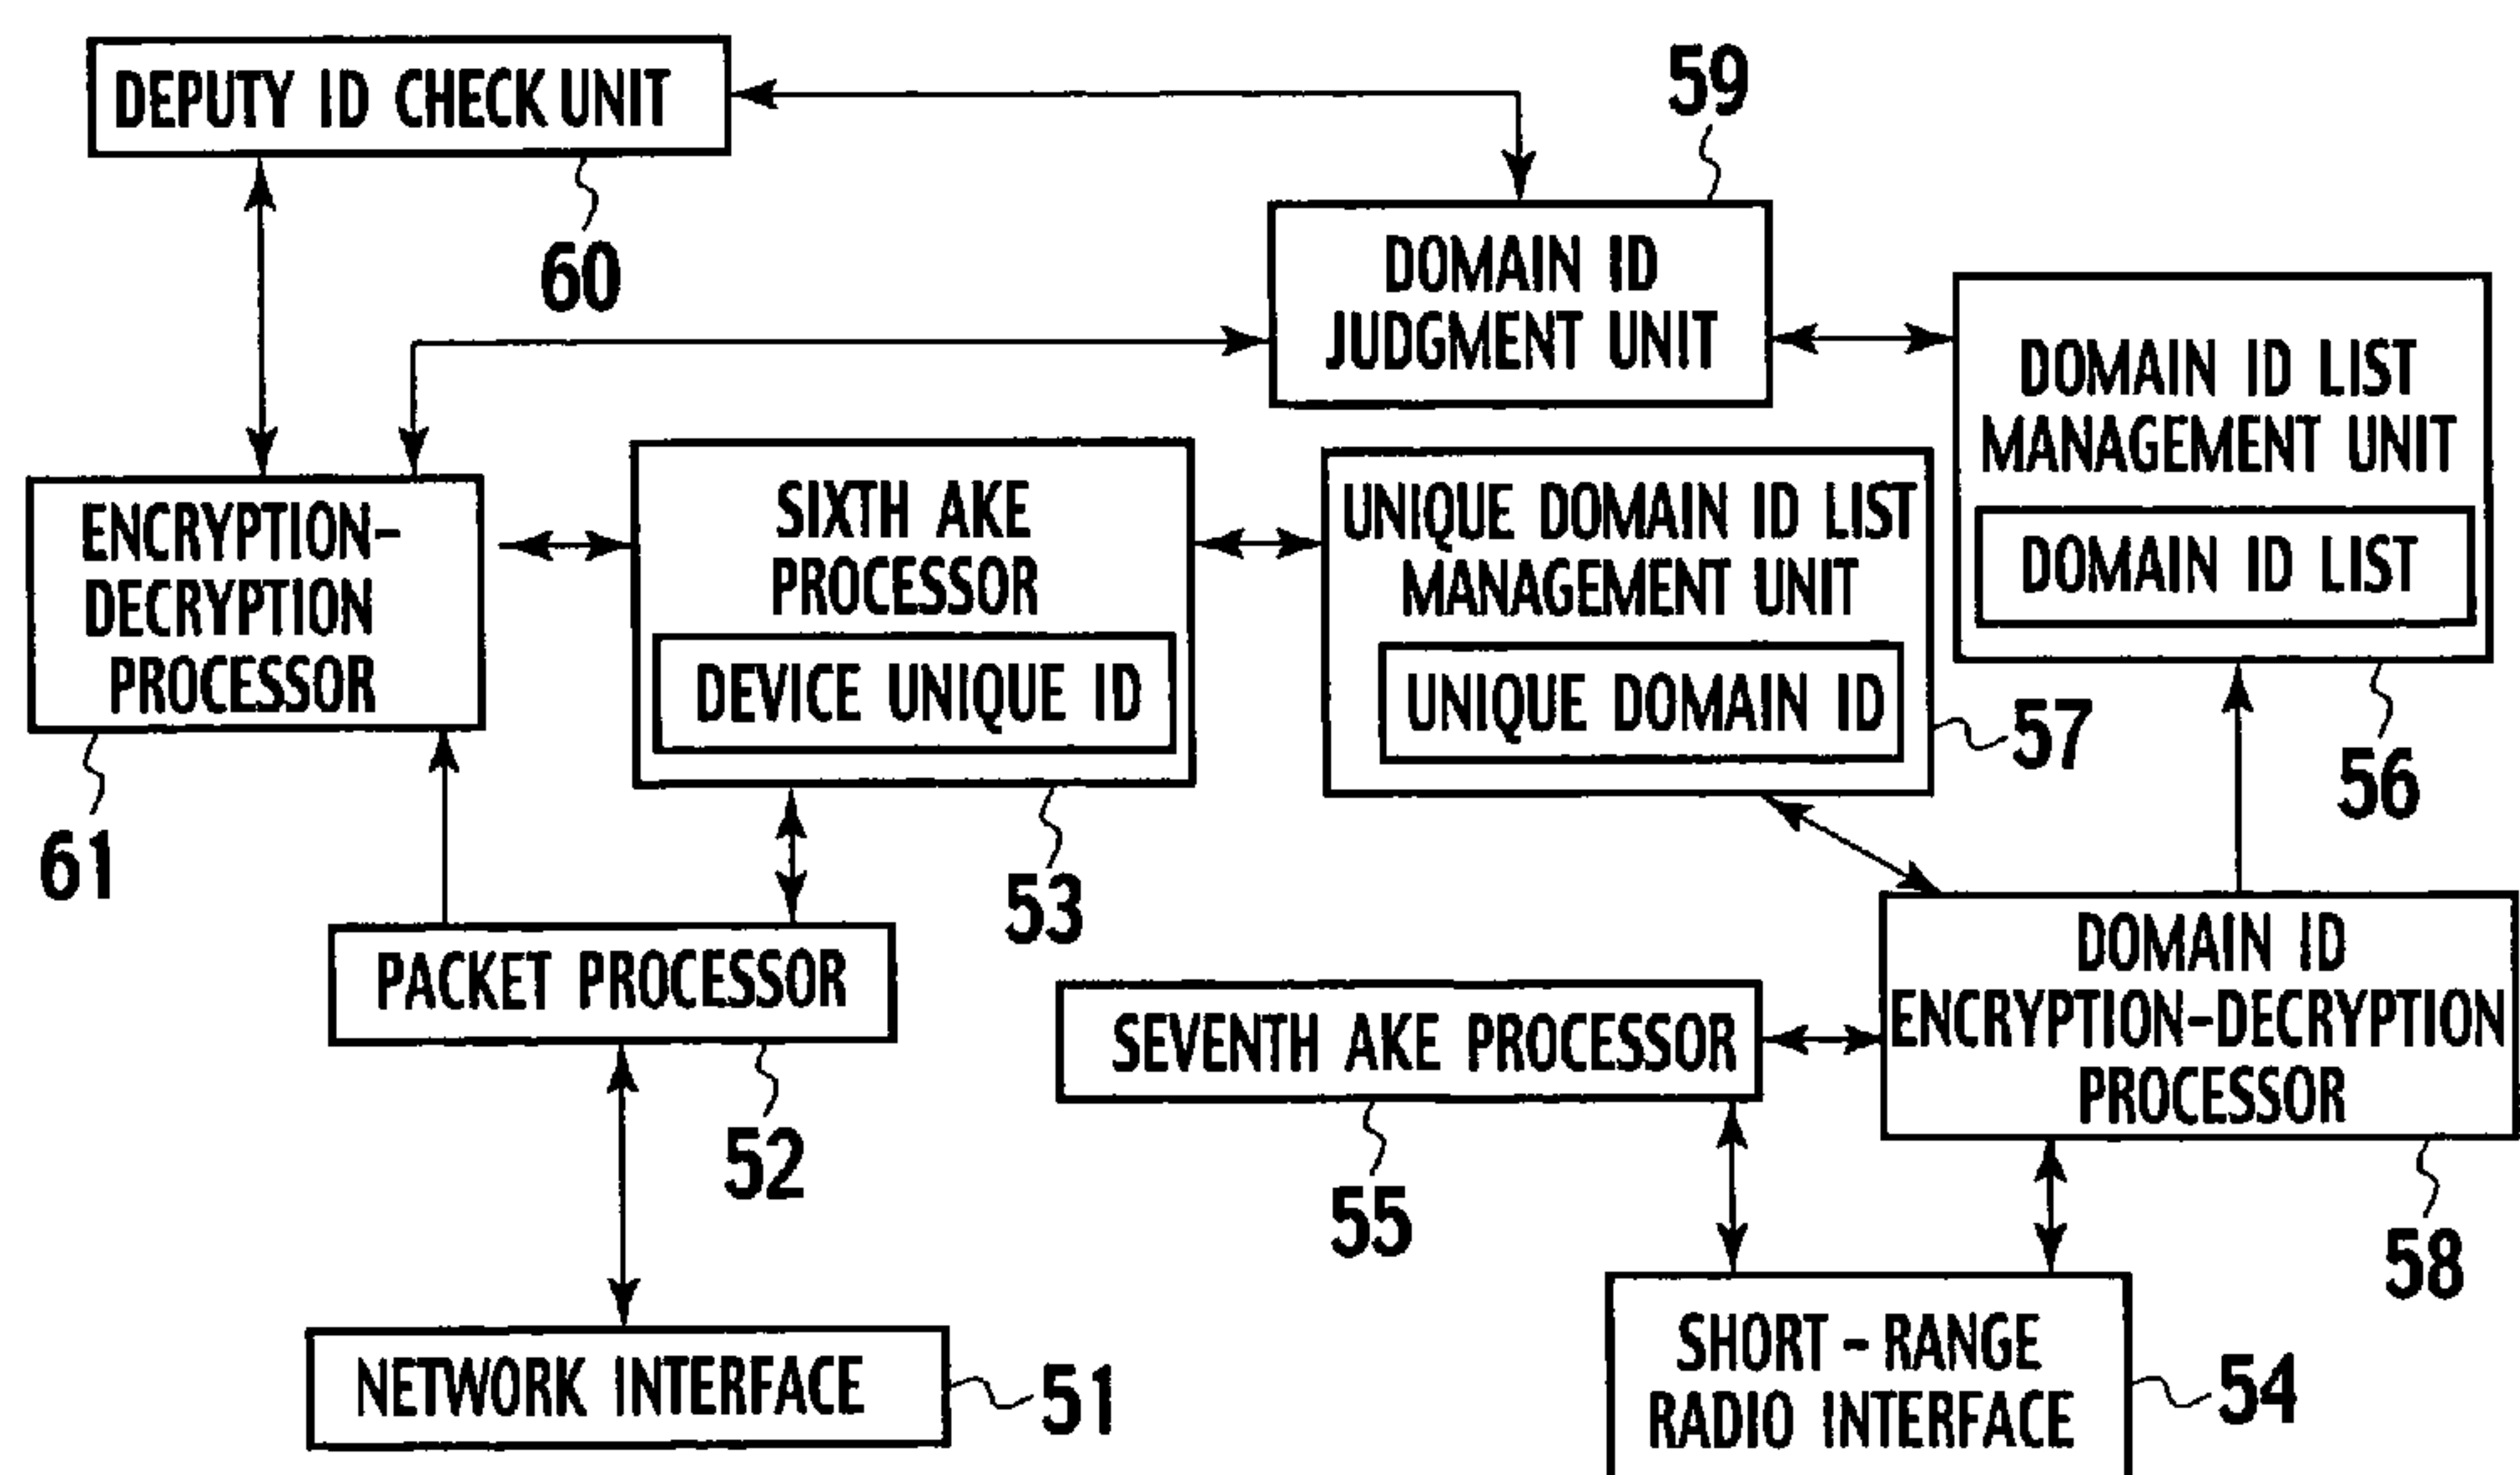 DEPUTY ID CHECK UNIT
60
59
DOMAIN ID
JUDGMENT UNIT
DOMAIN ID LIST
MANAGEMENT UNIT
DOMAIN ID LIST
56
ENCRYPTION-
DECRYPTION
PROCESSOR
61
SIXTH AKE
PROCESSOR
DEVICE UNIQUE ID
53
UNIQUE DOMAIN ID LIST
MANAGEMENT UNIT
UNIQUE DOMAIN ID
57
PACKET PROCESSOR
52
SEVENTH AKE PROCESSOR
55
DOMAIN ID
ENCRYPTION-DECRYPTION
PROCESSOR
58
NETWORK INTERFACE
51
SHORT-RANGE
RADIO INTERFACE
54